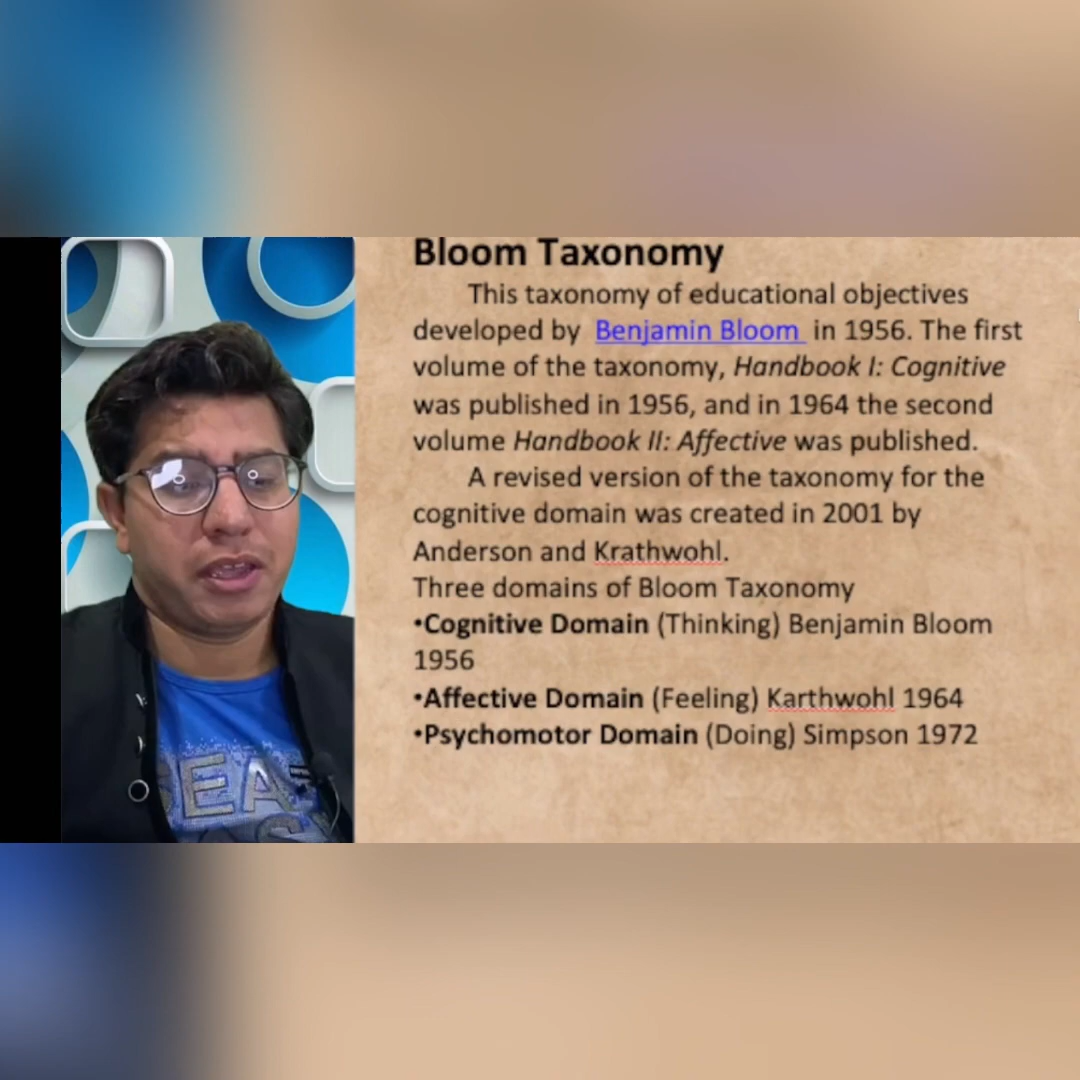 Bloom Taxonomy
This taxonomy of educational objectives
developed by Benjamin Bloom in 1956. The first
volume of the taxonomy, Handbook I: Cognitive
was published in 1956, and in 1964 the second
volume Handbook II: Affective was published.
A revised version of the taxonomy for the
cognitive domain was created in 2001 by
Anderson and Krathwohl.
Three domains of Bloom Taxonomy
•Cognitive Domain (Thinking) Benjamin Bloom
1956
•Affective Domain (Feeling) Karthwohl 1964
•Psychomotor Domain (Doing) Simpson 1972